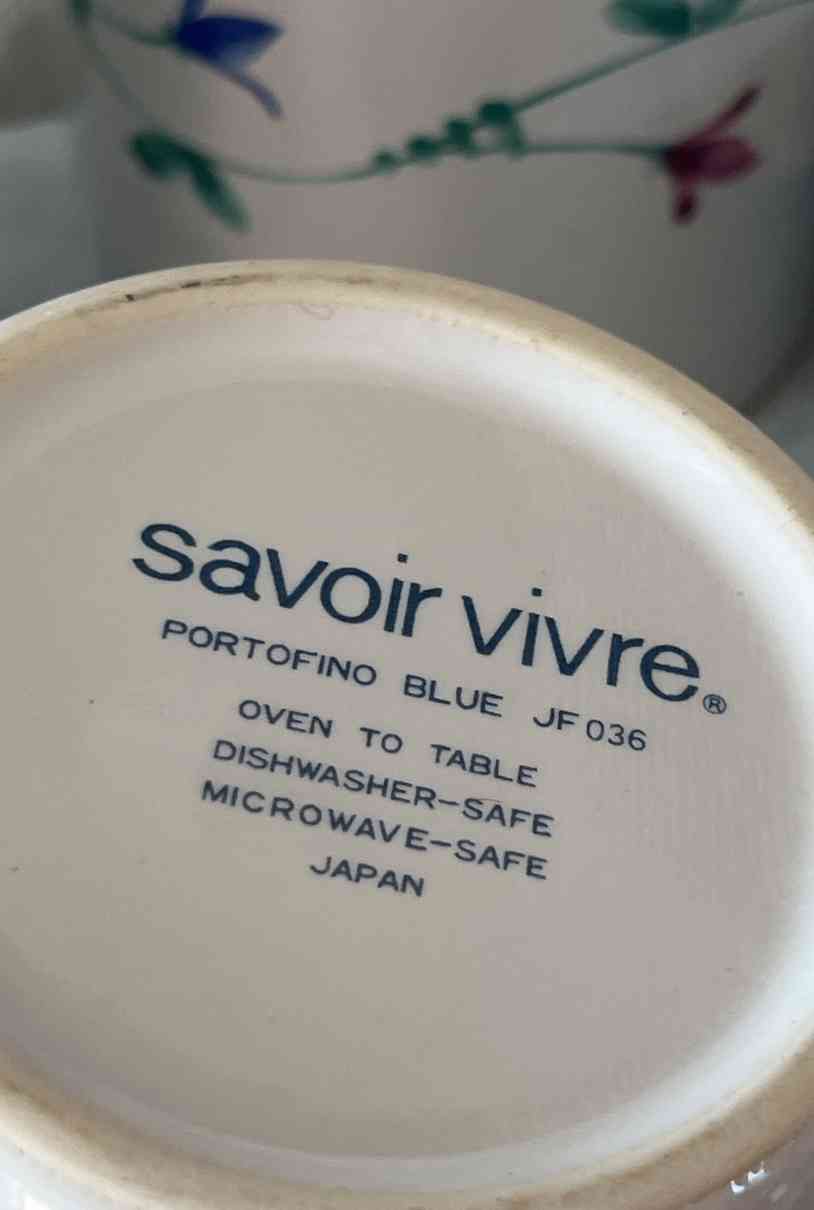 savoir vivre®
PORTOFINO BLUE JF036
OVEN TO TABLE
DISHWASHER-SAFE
MICROWAVE-SAFE
JAPAN